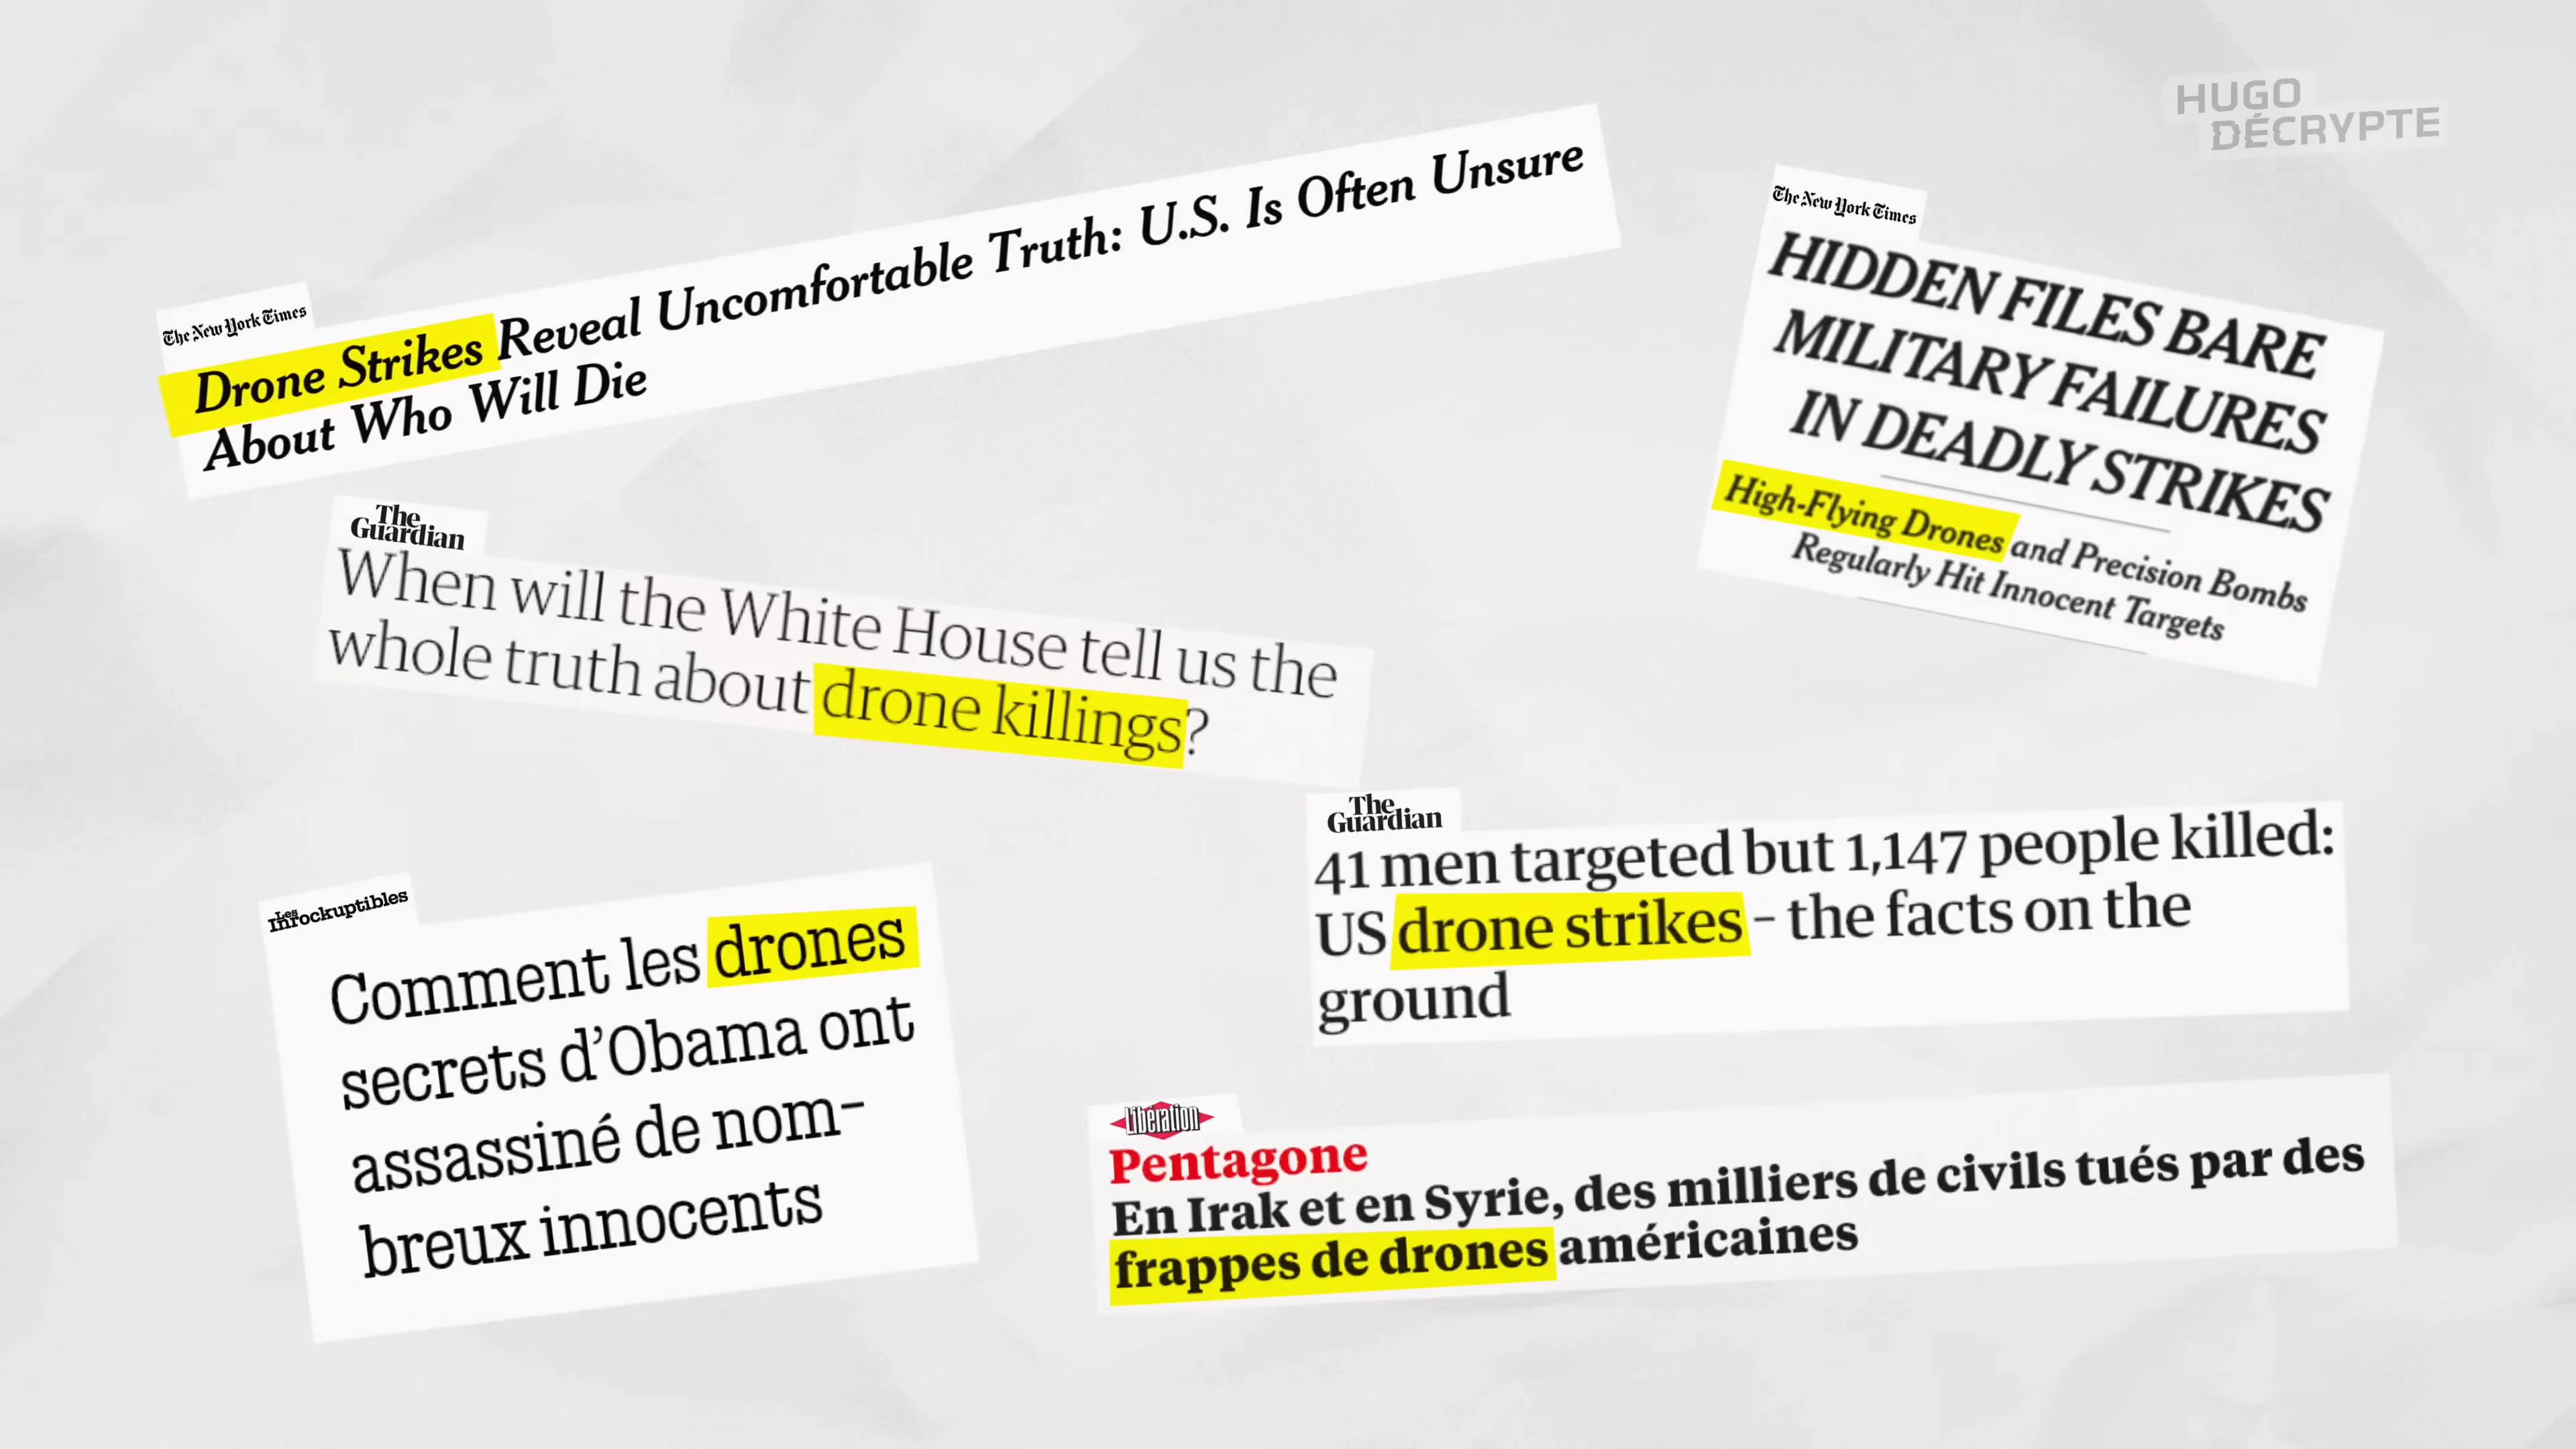 HUGO
DÉCRYPTE
The New York Times
Drone Strikes Reveal Uncomfortable Truth: U.S. Is Often Unsure
About Who Will Die
The New York Times
HIDDEN FILES BARE
MILITARY FAILURES
IN DEADLY STRIKES
High-Flying Drones and Precision Bombs
Regularly Hit Innocent Targets
The
Guardian
When will the White House tell us the
whole truth about drone killings?
The
Guardian
41 men targeted but 1,147 people killed:
US drone strikes – the facts on the
ground
Les
Inrockuptibles
Comment les drones
secrets d’Obama ont
assassiné de nom-
breux innocents
Libération
Pentagone
En Irak et en Syrie, des milliers de civils tués par des
frappes de drones américaines